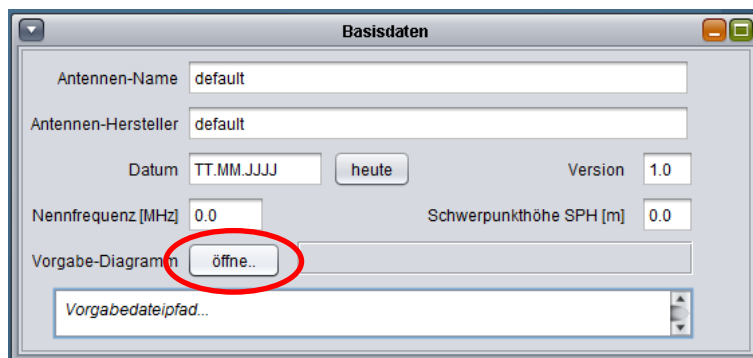 Basisdaten
Antennen-Name default
Antennen-Hersteller default
Datum TT.MM.JJJJ heute Version 1.0
Nennfrequenz [MHz] 0.0 Schwerpunkthöhe SPH [m] 0.0
Vorgabe-Diagramm öffne..
Vorgabedateipfad...